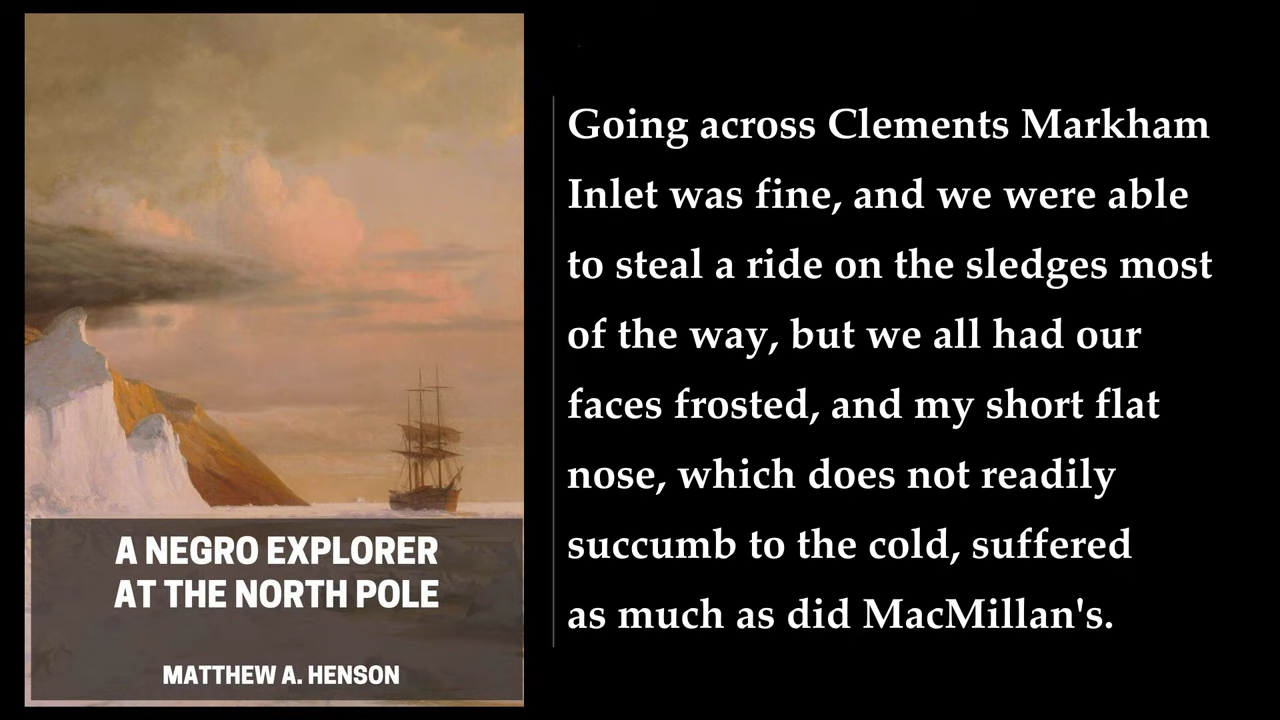 A NEGRO EXPLORER
AT THE NORTH POLE
MATTHEW A. HENSON
Going across Clements Markham
Inlet was fine, and we were able
to steal a ride on the sledges most
of the way, but we all had our
faces frosted, and my short flat
nose, which does not readily
succumb to the cold, suffered
as much as did MacMillan's.